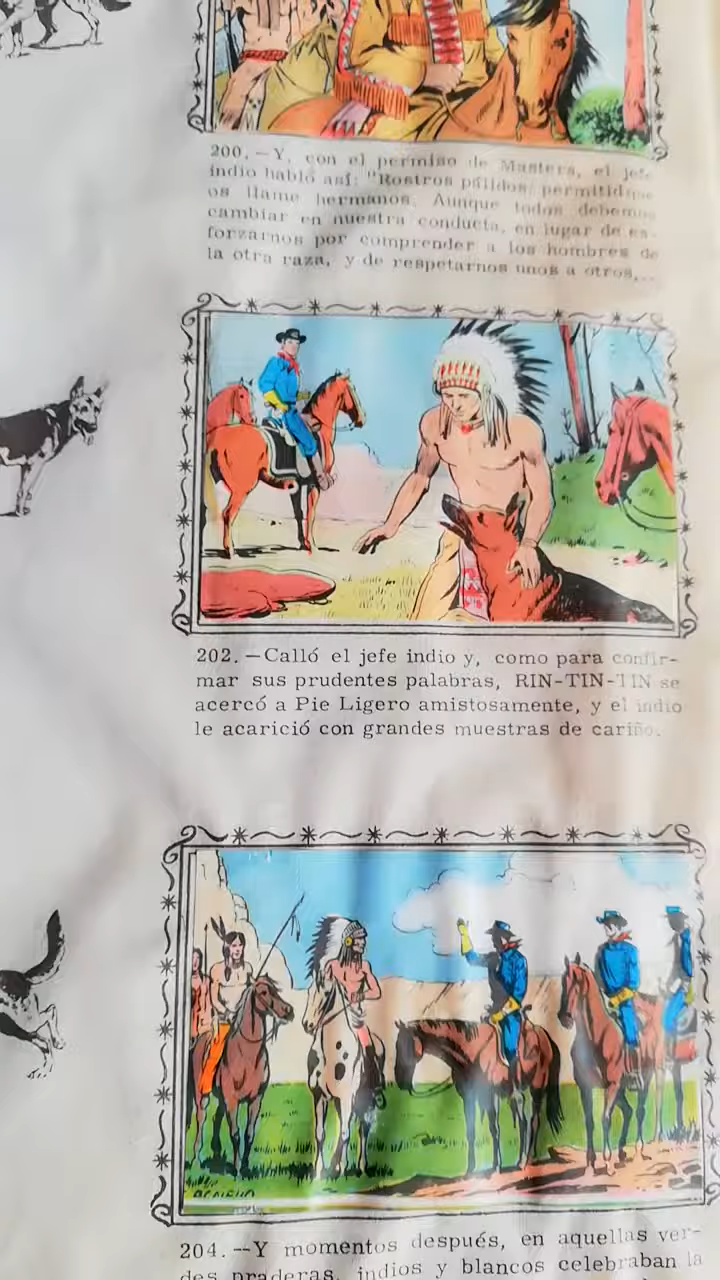 200.—Y, con el permiso de Masters, el jefe
indio habló así: "Rostros pálidos, permitid que
os llame hermanos. Aunque todos debemos
cambiar en nuestra conducta, en lugar de es-
forzarnos por comprender a los hombres de
la otra raza, y de respetarnos unos a otros,...
202.—Calló el jefe indio y, como para confir-
mar sus prudentes palabras, RIN-TIN-TIN se
acercó a Pie Ligero amistosamente, y el indio
le acarició con grandes muestras de cariño.
204.--Y momentos después, en aquellas ver-
des praderas, indios y blancos celebraban la